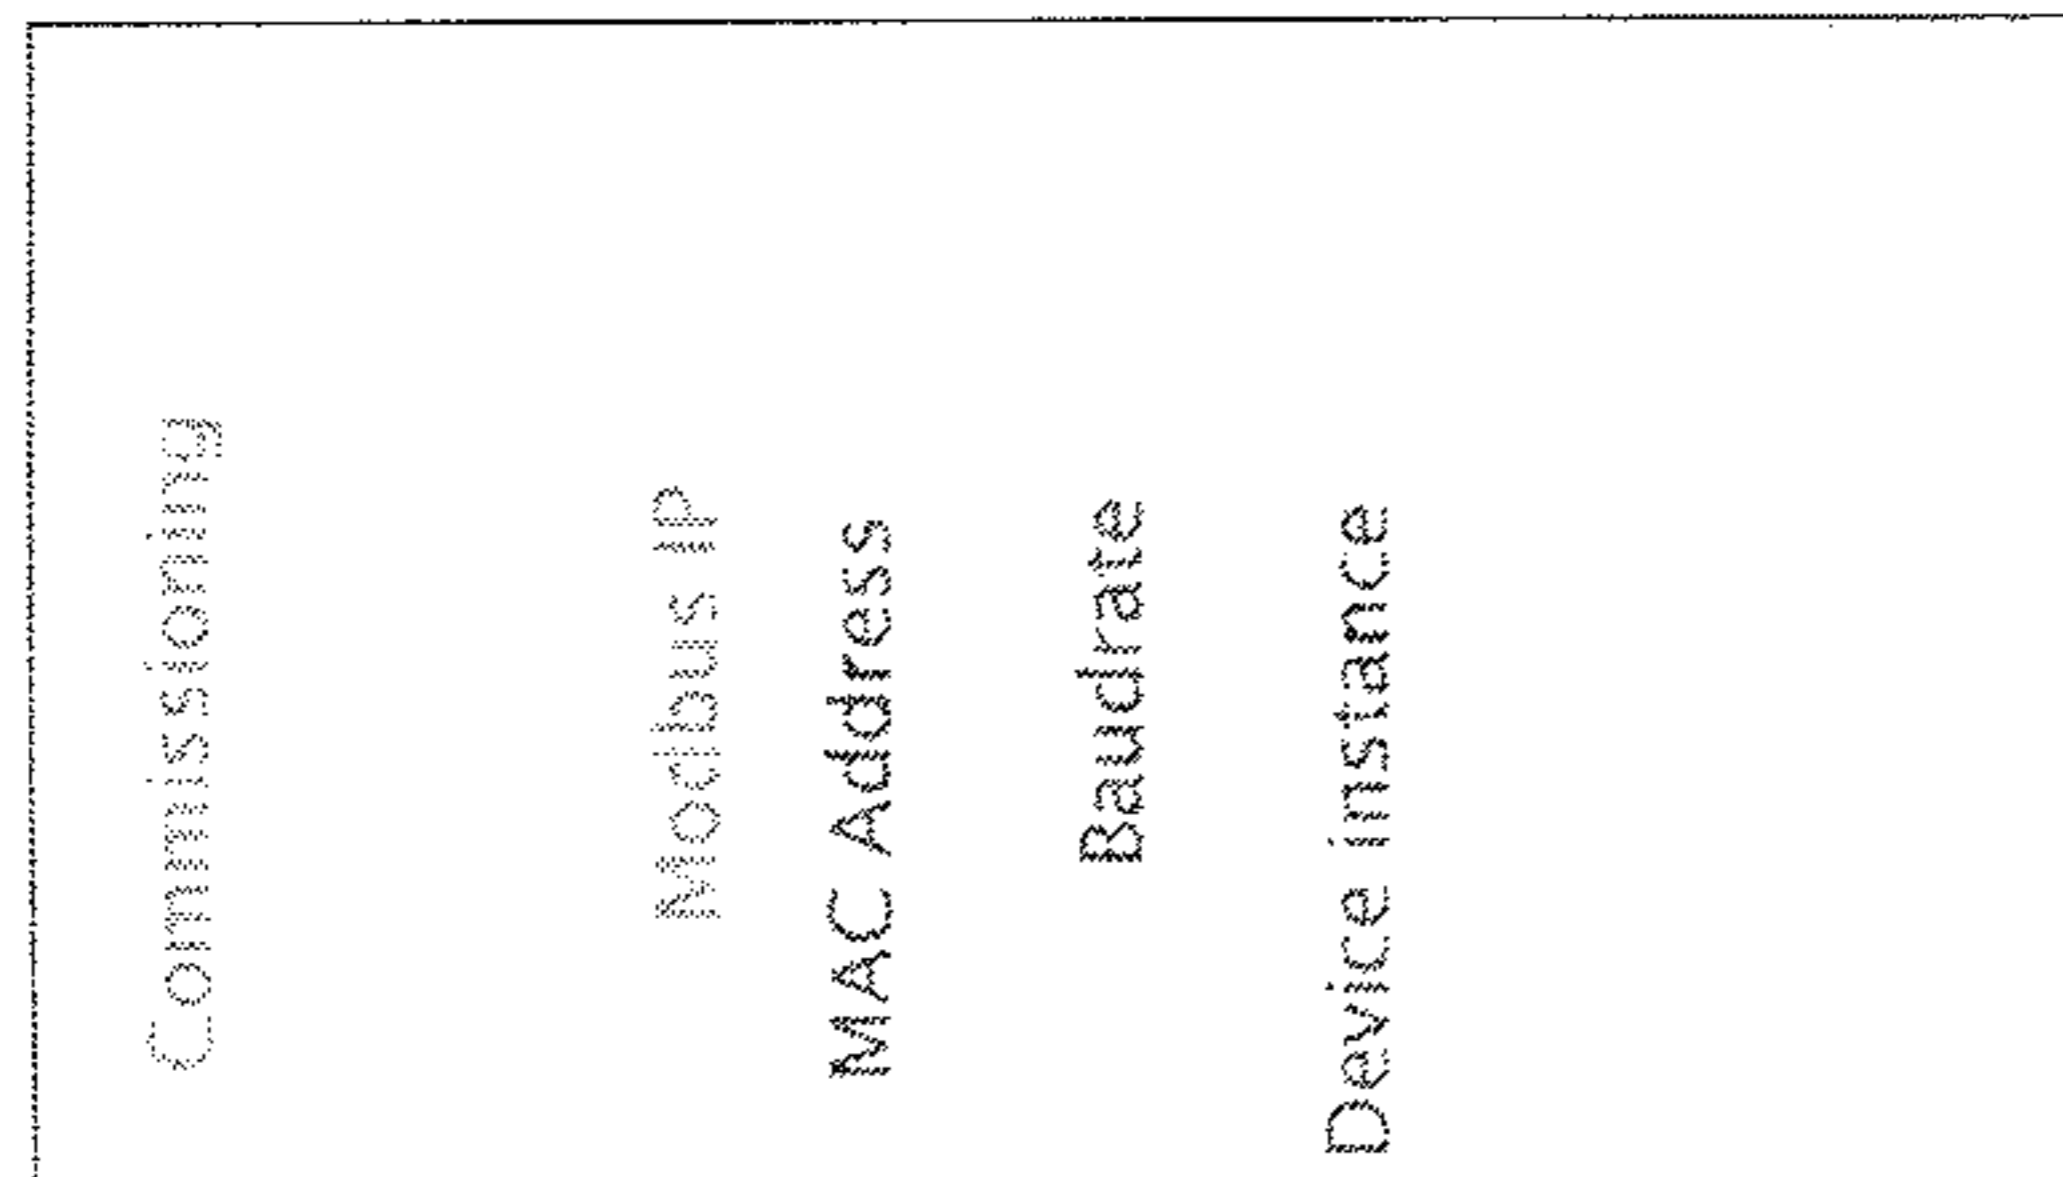 Commissioning
Modbus IP
MAC Address
Baudrate
Device instance